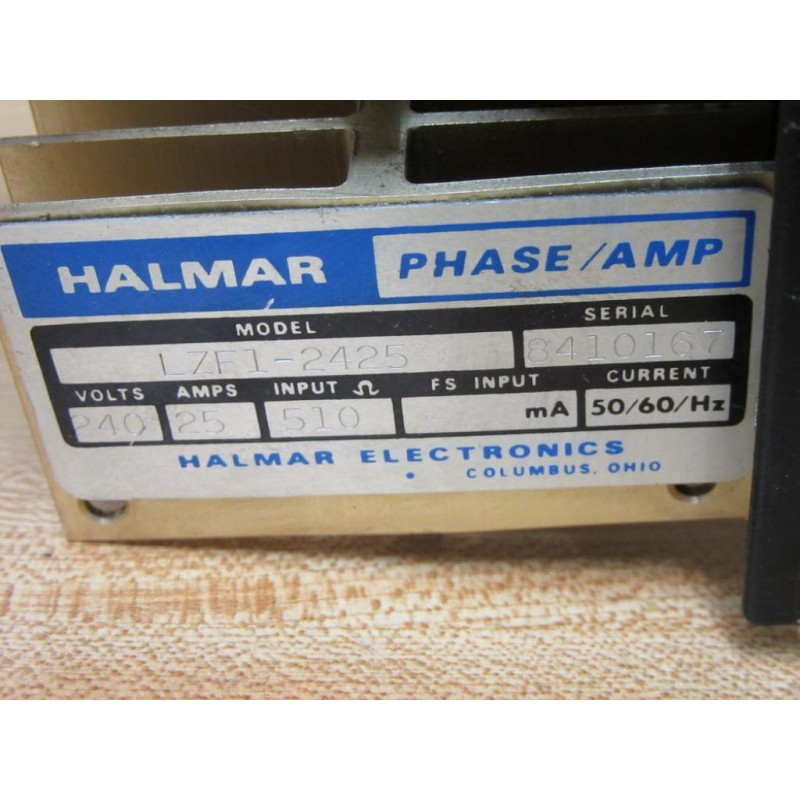 HALMAR PHASE/AMP
MODEL SERIAL
LZF1-2425 8410167
VOLTS AMPS INPUT Ω FS INPUT CURRENT
240 25 510 mA 50/60/Hz
HALMAR ELECTRONICS
COLUMBUS, OHIO